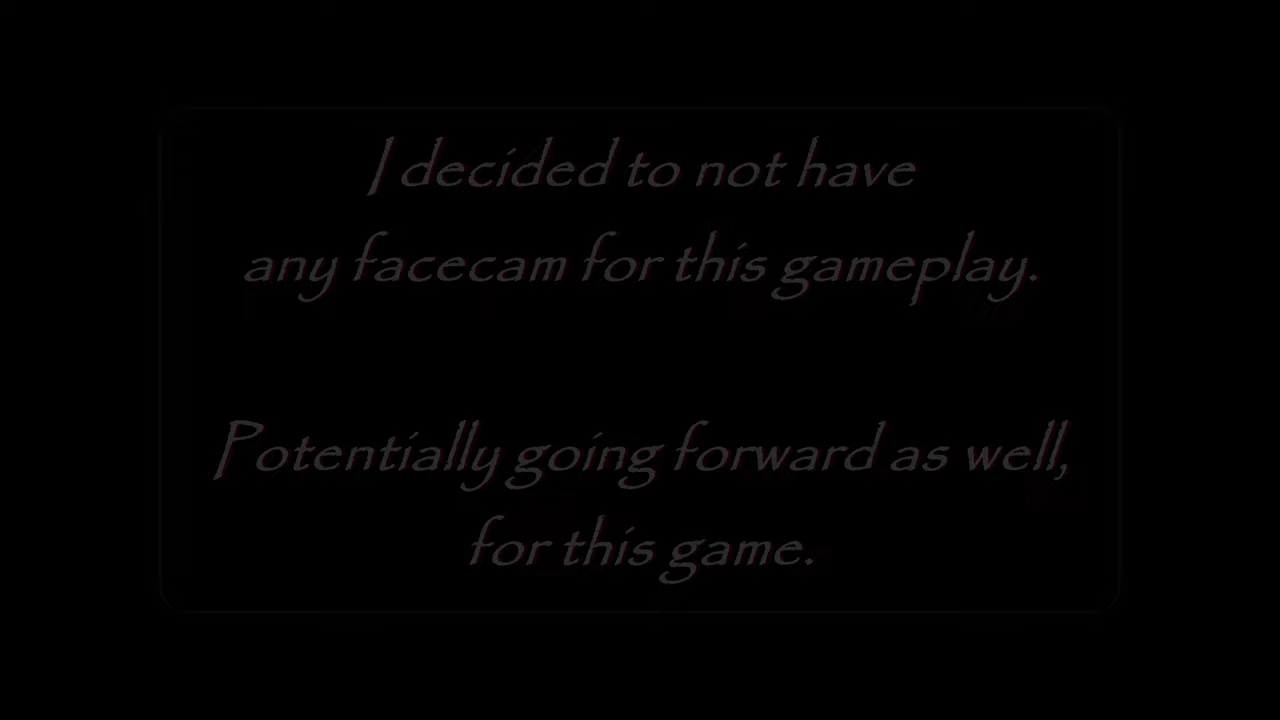 I decided to not have
any facecam for this gameplay.
Potentially going forward as well,
for this game.